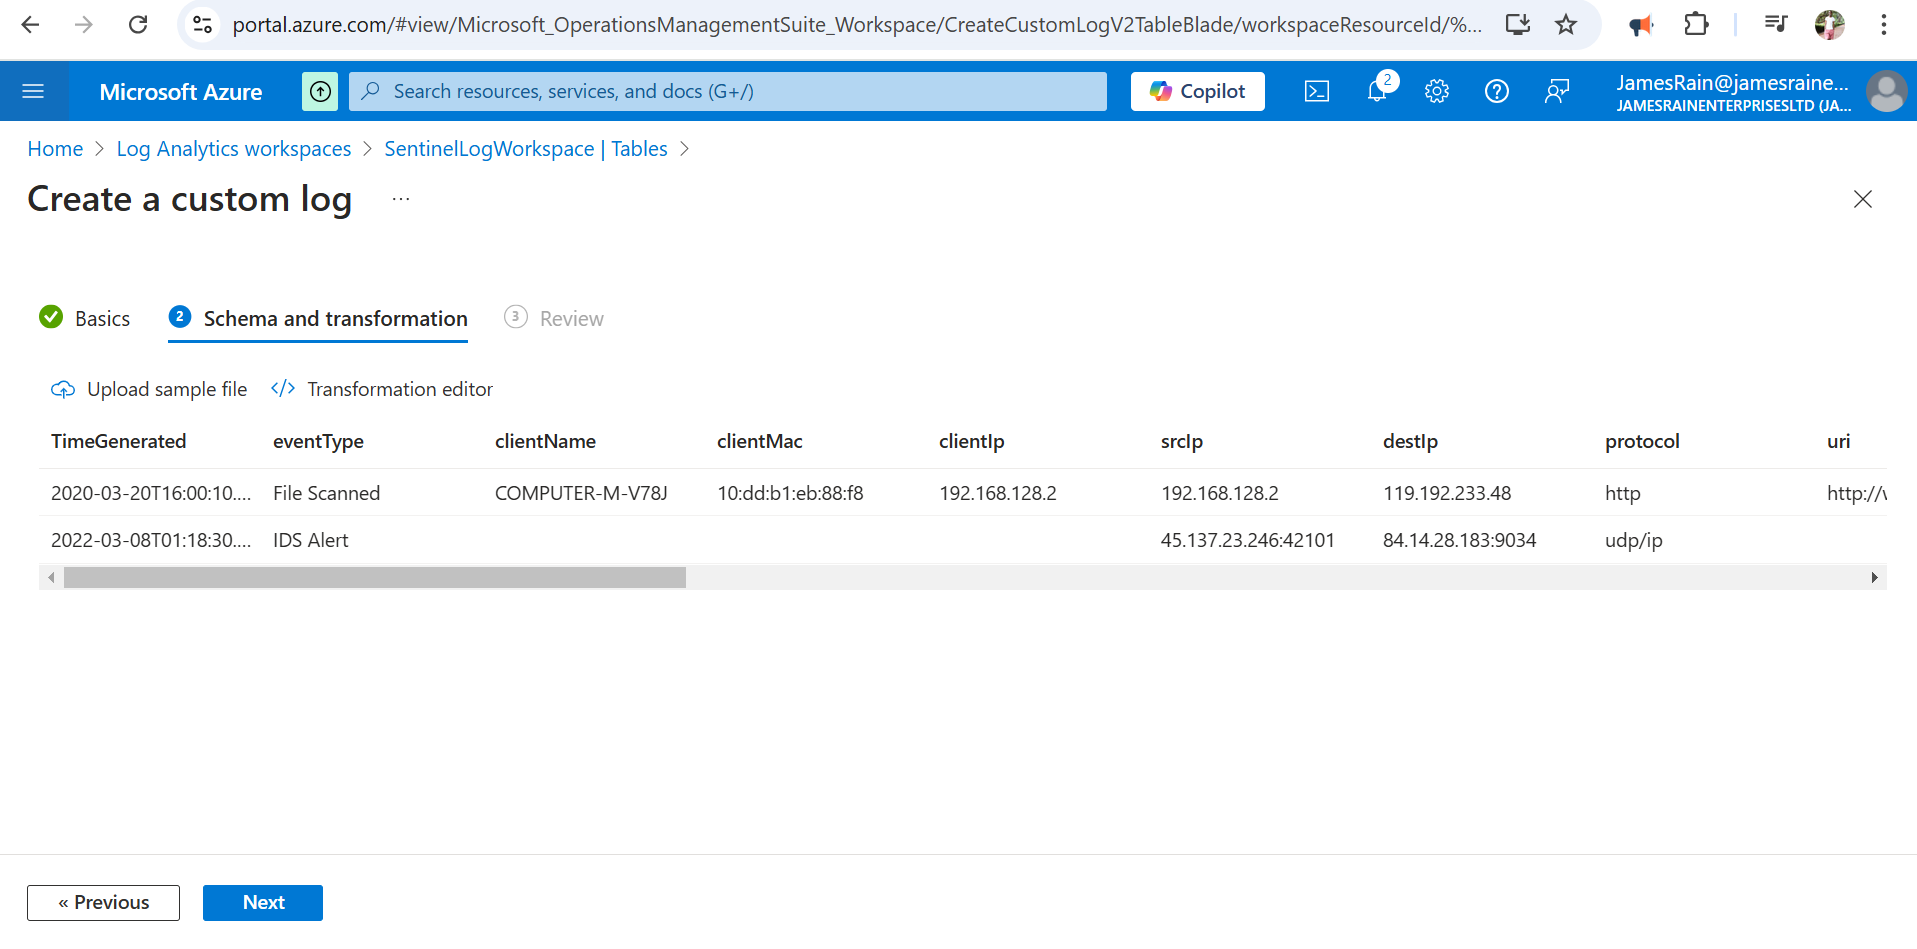 portal.azure.com/#view/Microsoft_OperationsManagementSuite_Workspace/CreateCustomLogV2TableBlade/workspaceResourceId/%...
Microsoft Azure
Search resources, services, and docs (G+/)
Copilot
2
JamesRain@jamesraine...
JAMESRAINENTERPRISESLTD (JA...
Home > Log Analytics workspaces > SentinelLogWorkspace | Tables >
Create a custom log ...
Basics
2 Schema and transformation
3 Review
Upload sample file
</> Transformation editor
TimeGenerated eventType clientName clientMac clientIp srcIp destIp protocol uri
2020-03-20T16:00:10.... File Scanned COMPUTER-M-V78J 10:dd:b1:eb:88:f8 192.168.128.2 192.168.128.2 119.192.233.48 http http://
2022-03-08T01:18:30.... IDS Alert 45.137.23.246:42101 84.14.28.183:9034 udp/ip
« Previous
Next